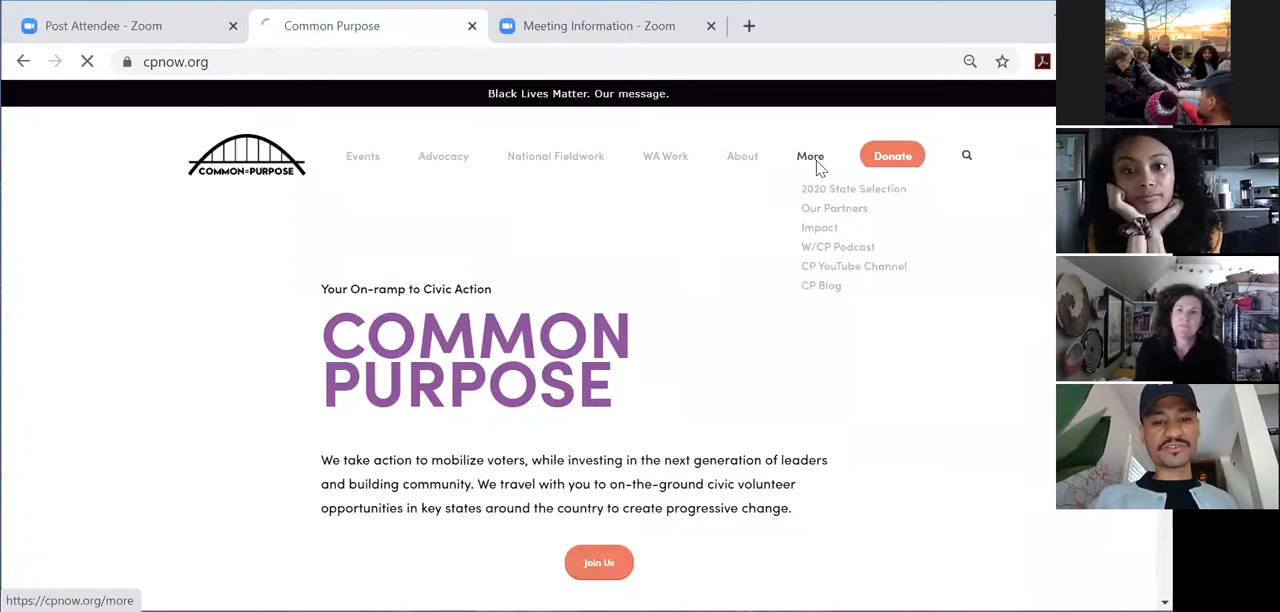 Post Attendee - Zoom
Common Purpose
Meeting Information - Zoom
cpnow.org
Black Lives Matter. Our message.
COMMON=PURPOSE
Events
Advocacy
National Fieldwork
WA Work
About
More
Donate
2020 State Selection
Our Partners
Impact
W/CP Podcast
CP YouTube Channel
CP Blog
Your On-ramp to Civic Action
COMMON
PURPOSE
We take action to mobilize voters, while investing in the next generation of leaders
and building community. We travel with you to on-the-ground civic volunteer
opportunities in key states around the country to create progressive change.
Join Us
https://cpnow.org/more